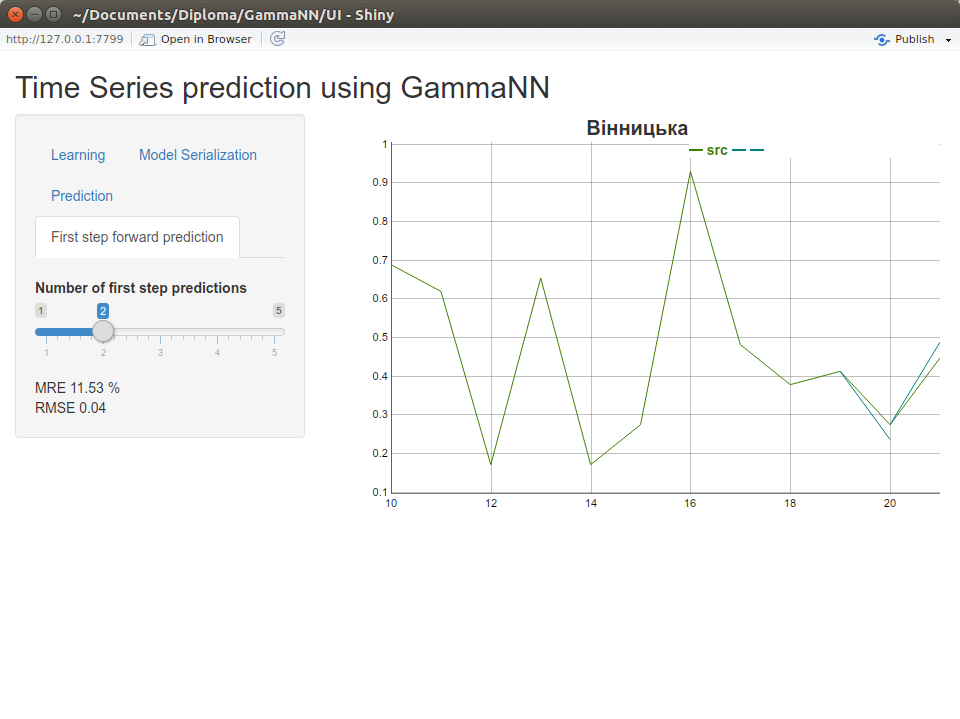 ~/Documents/Diploma/GammaNN/UI - Shiny
http://127.0.0.1:7799 Open in Browser Publish
Time Series prediction using GammaNN
Learning Model Serialization
Prediction
First step forward prediction
Number of first step predictions
1 2 5
1 2 3 4 5
MRE 11.53 %
RMSE 0.04
Вінницька
src
1
0.9
0.8
0.7
0.6
0.5
0.4
0.3
0.2
0.1
10 12 14 16 18 20